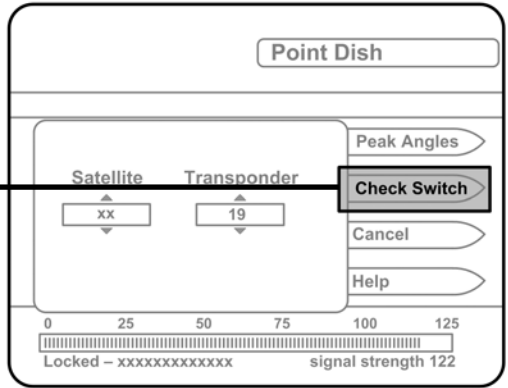 Point Dish
Peak Angles
Satellite Transponder
Check Switch
xx 19
Cancel
Help
0 25 50 75 100 125
Locked – xxxxxxxxxxxxx signal strength 122